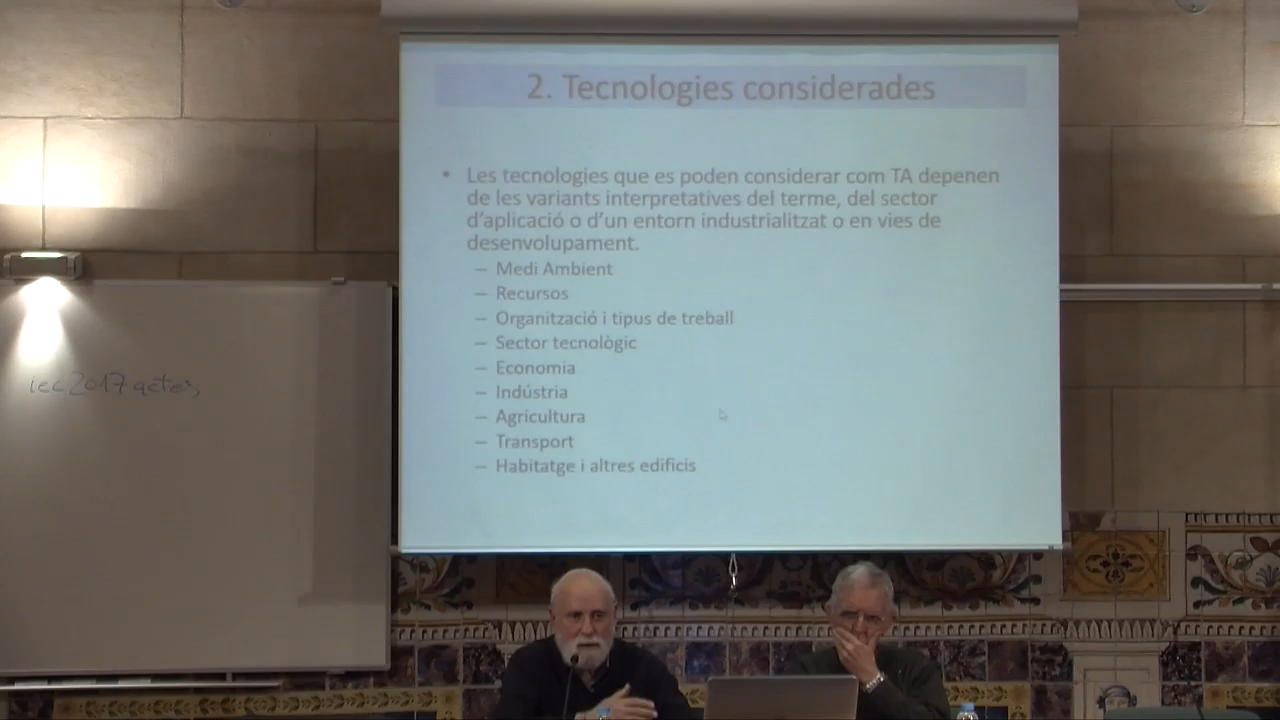 2. Tecnologies considerades
• Les tecnologies que es poden considerar com TA depenen
de les variants interpretatives del terme, del sector
d'aplicació o d'un entorn industrialitzat o en vies de
desenvolupament.
– Medi Ambient
– Recursos
– Organització i tipus de treball
– Sector tecnològic
– Economia
– Indústria
– Agricultura
– Transport
– Habitatge i altres edificis
iec2017.actes